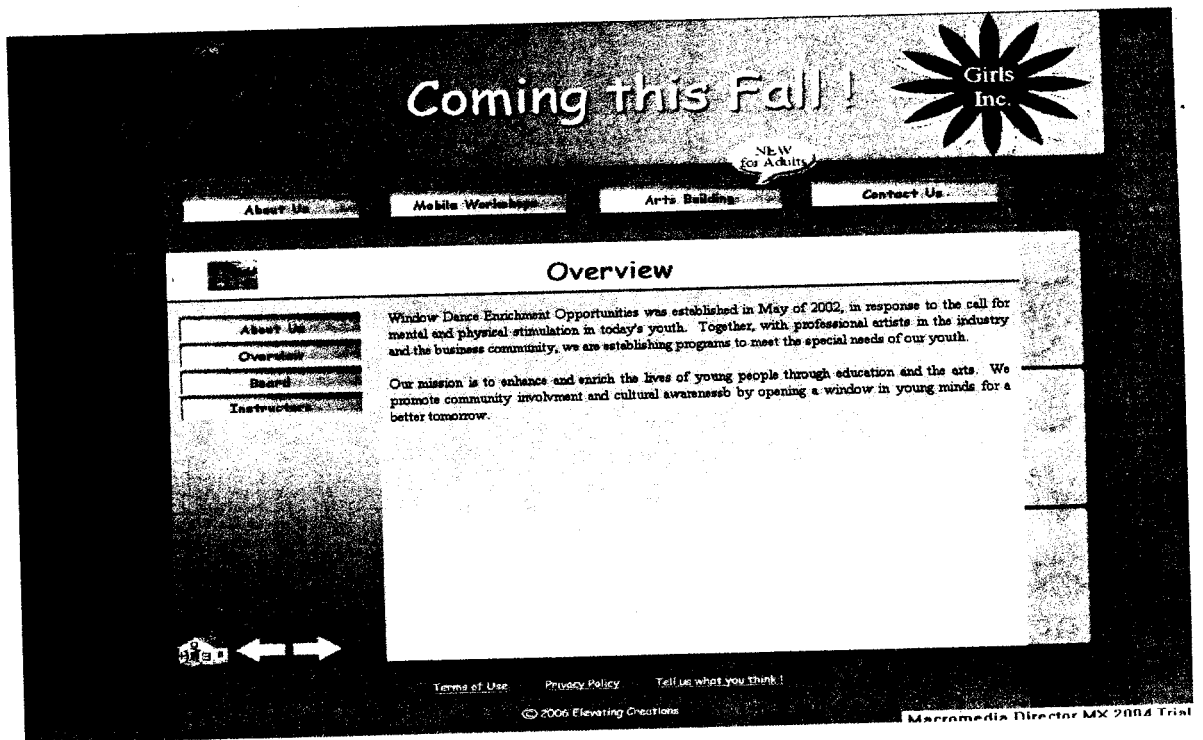 Coming this Fall !
Girls
Inc.
NEW
for Adults
About Us
Mobile Workshops
Arts Building
Contact Us
Overview
About Us
Overview
Board
Instructors
Window Dance Enrichment Opportunities was established in May of 2002, in response to the call for
mental and physical stimulation in today's youth. Together, with professional artists in the industry
and the business community, we are establishing programs to meet the special needs of our youth.
Our mission is to enhance and enrich the lives of young people through education and the arts. We
promote community involvment and cultural awarenessb by opening a window in young minds for a
better tomorrow.
Terms of Use
Privacy Policy
Tell us what you think !
© 2006 Elevating Creations
Macromedia Director MX 2004 Trial